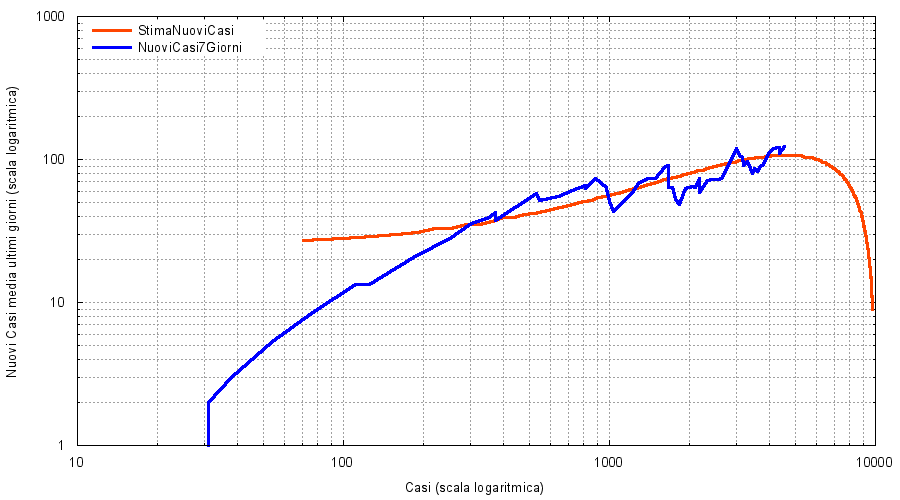 1000
StimaNuoviCasi
NuoviCasi7Giorni
100
Nuovi Casi media ultimi giorni (scala logaritmica)
10
1
10
100
1000
10000
Casi (scala logaritmica)